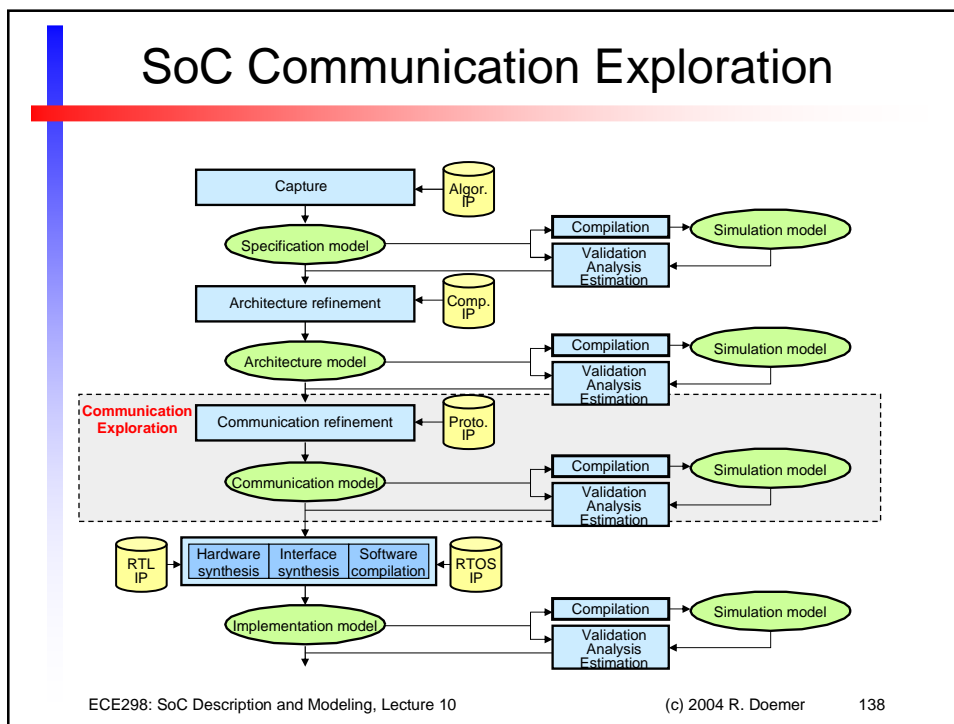 SoC Communication Exploration
Capture
Algor.
IP
Specification model
Compilation
Simulation model
Validation
Analysis
Estimation
Architecture refinement
Comp.
IP
Architecture model
Compilation
Simulation model
Validation
Analysis
Estimation
Communication
Exploration
Communication refinement
Proto.
IP
Communication model
Compilation
Simulation model
Validation
Analysis
Estimation
RTL
IP
Hardware
synthesis
Interface
synthesis
Software
compilation
RTOS
IP
Implementation model
Compilation
Simulation model
Validation
Analysis
Estimation
ECE298: SoC Description and Modeling, Lecture 10
(c) 2004 R. Doemer
138